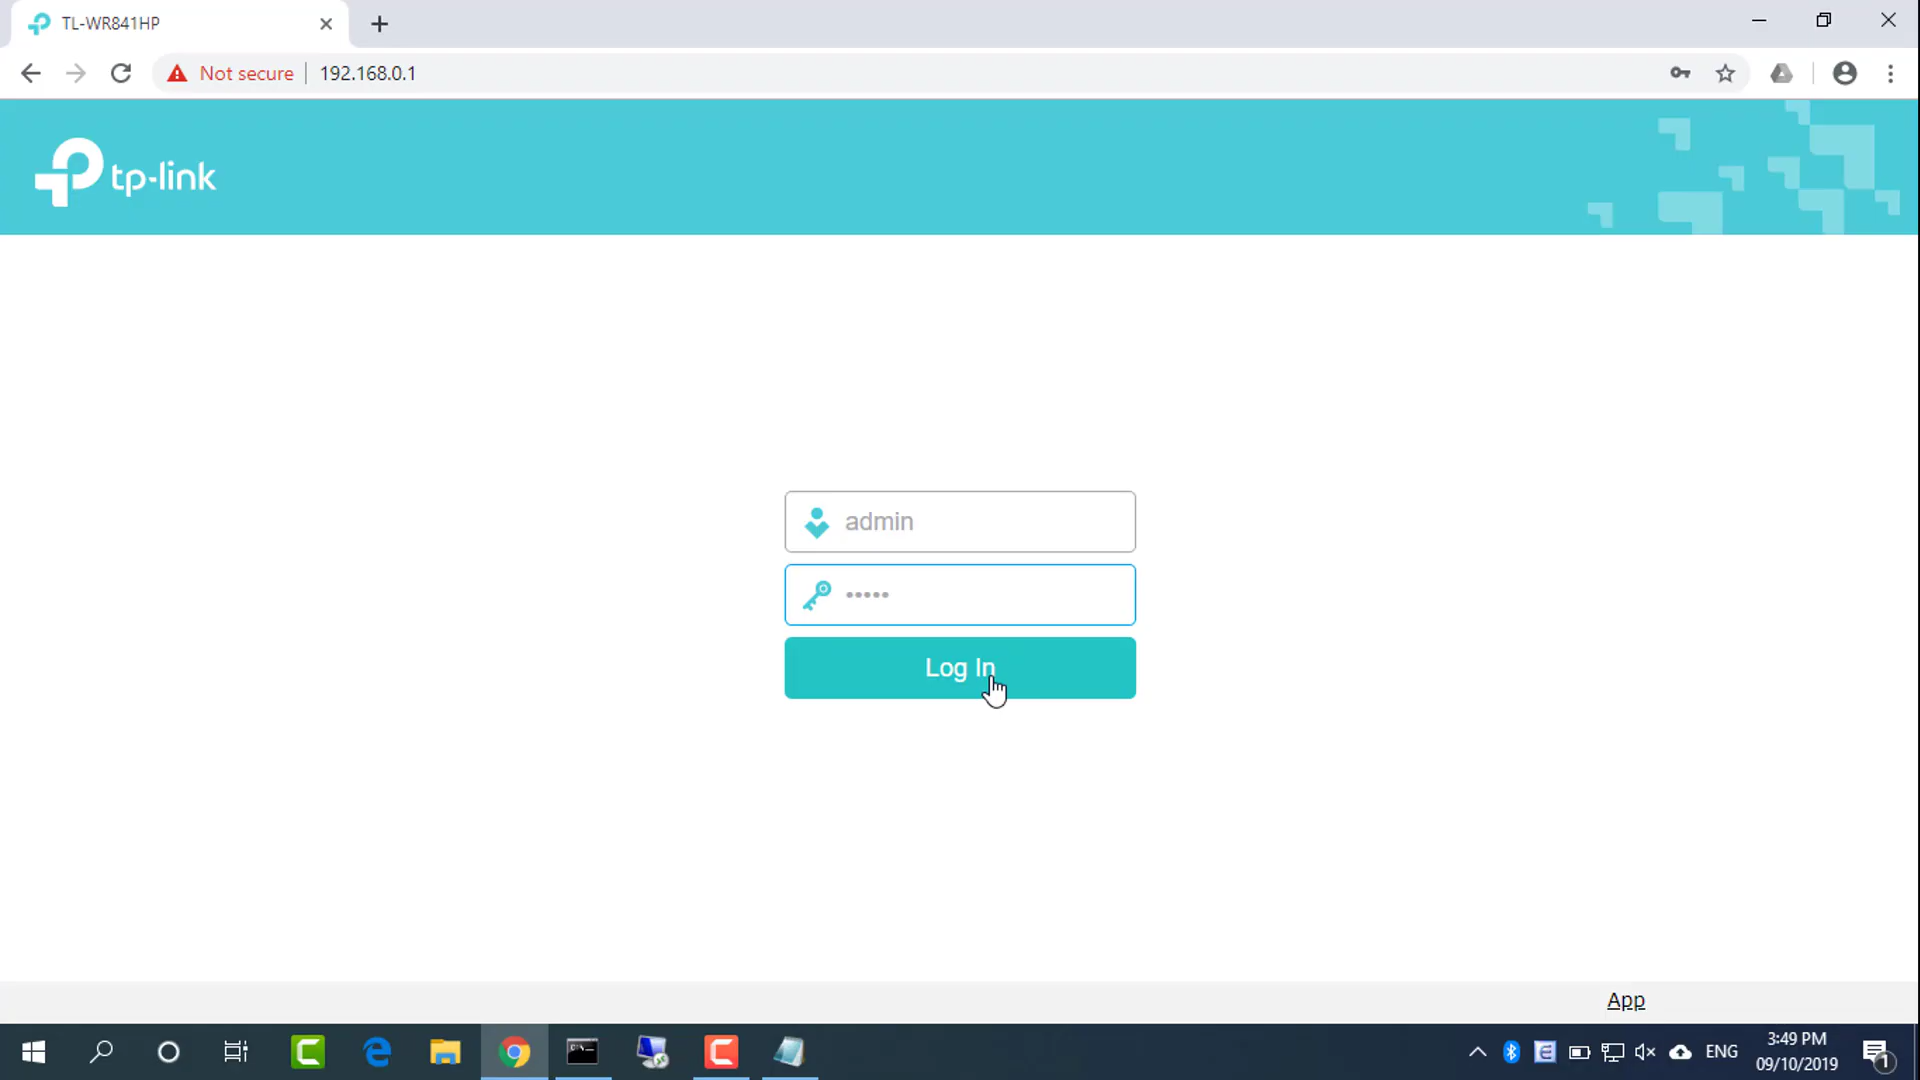 TL-WR841HP
Not secure
192.168.0.1
tp-link
admin
•••••
Log In
App
C:\_
ENG
3:49 PM
09/10/2019
1